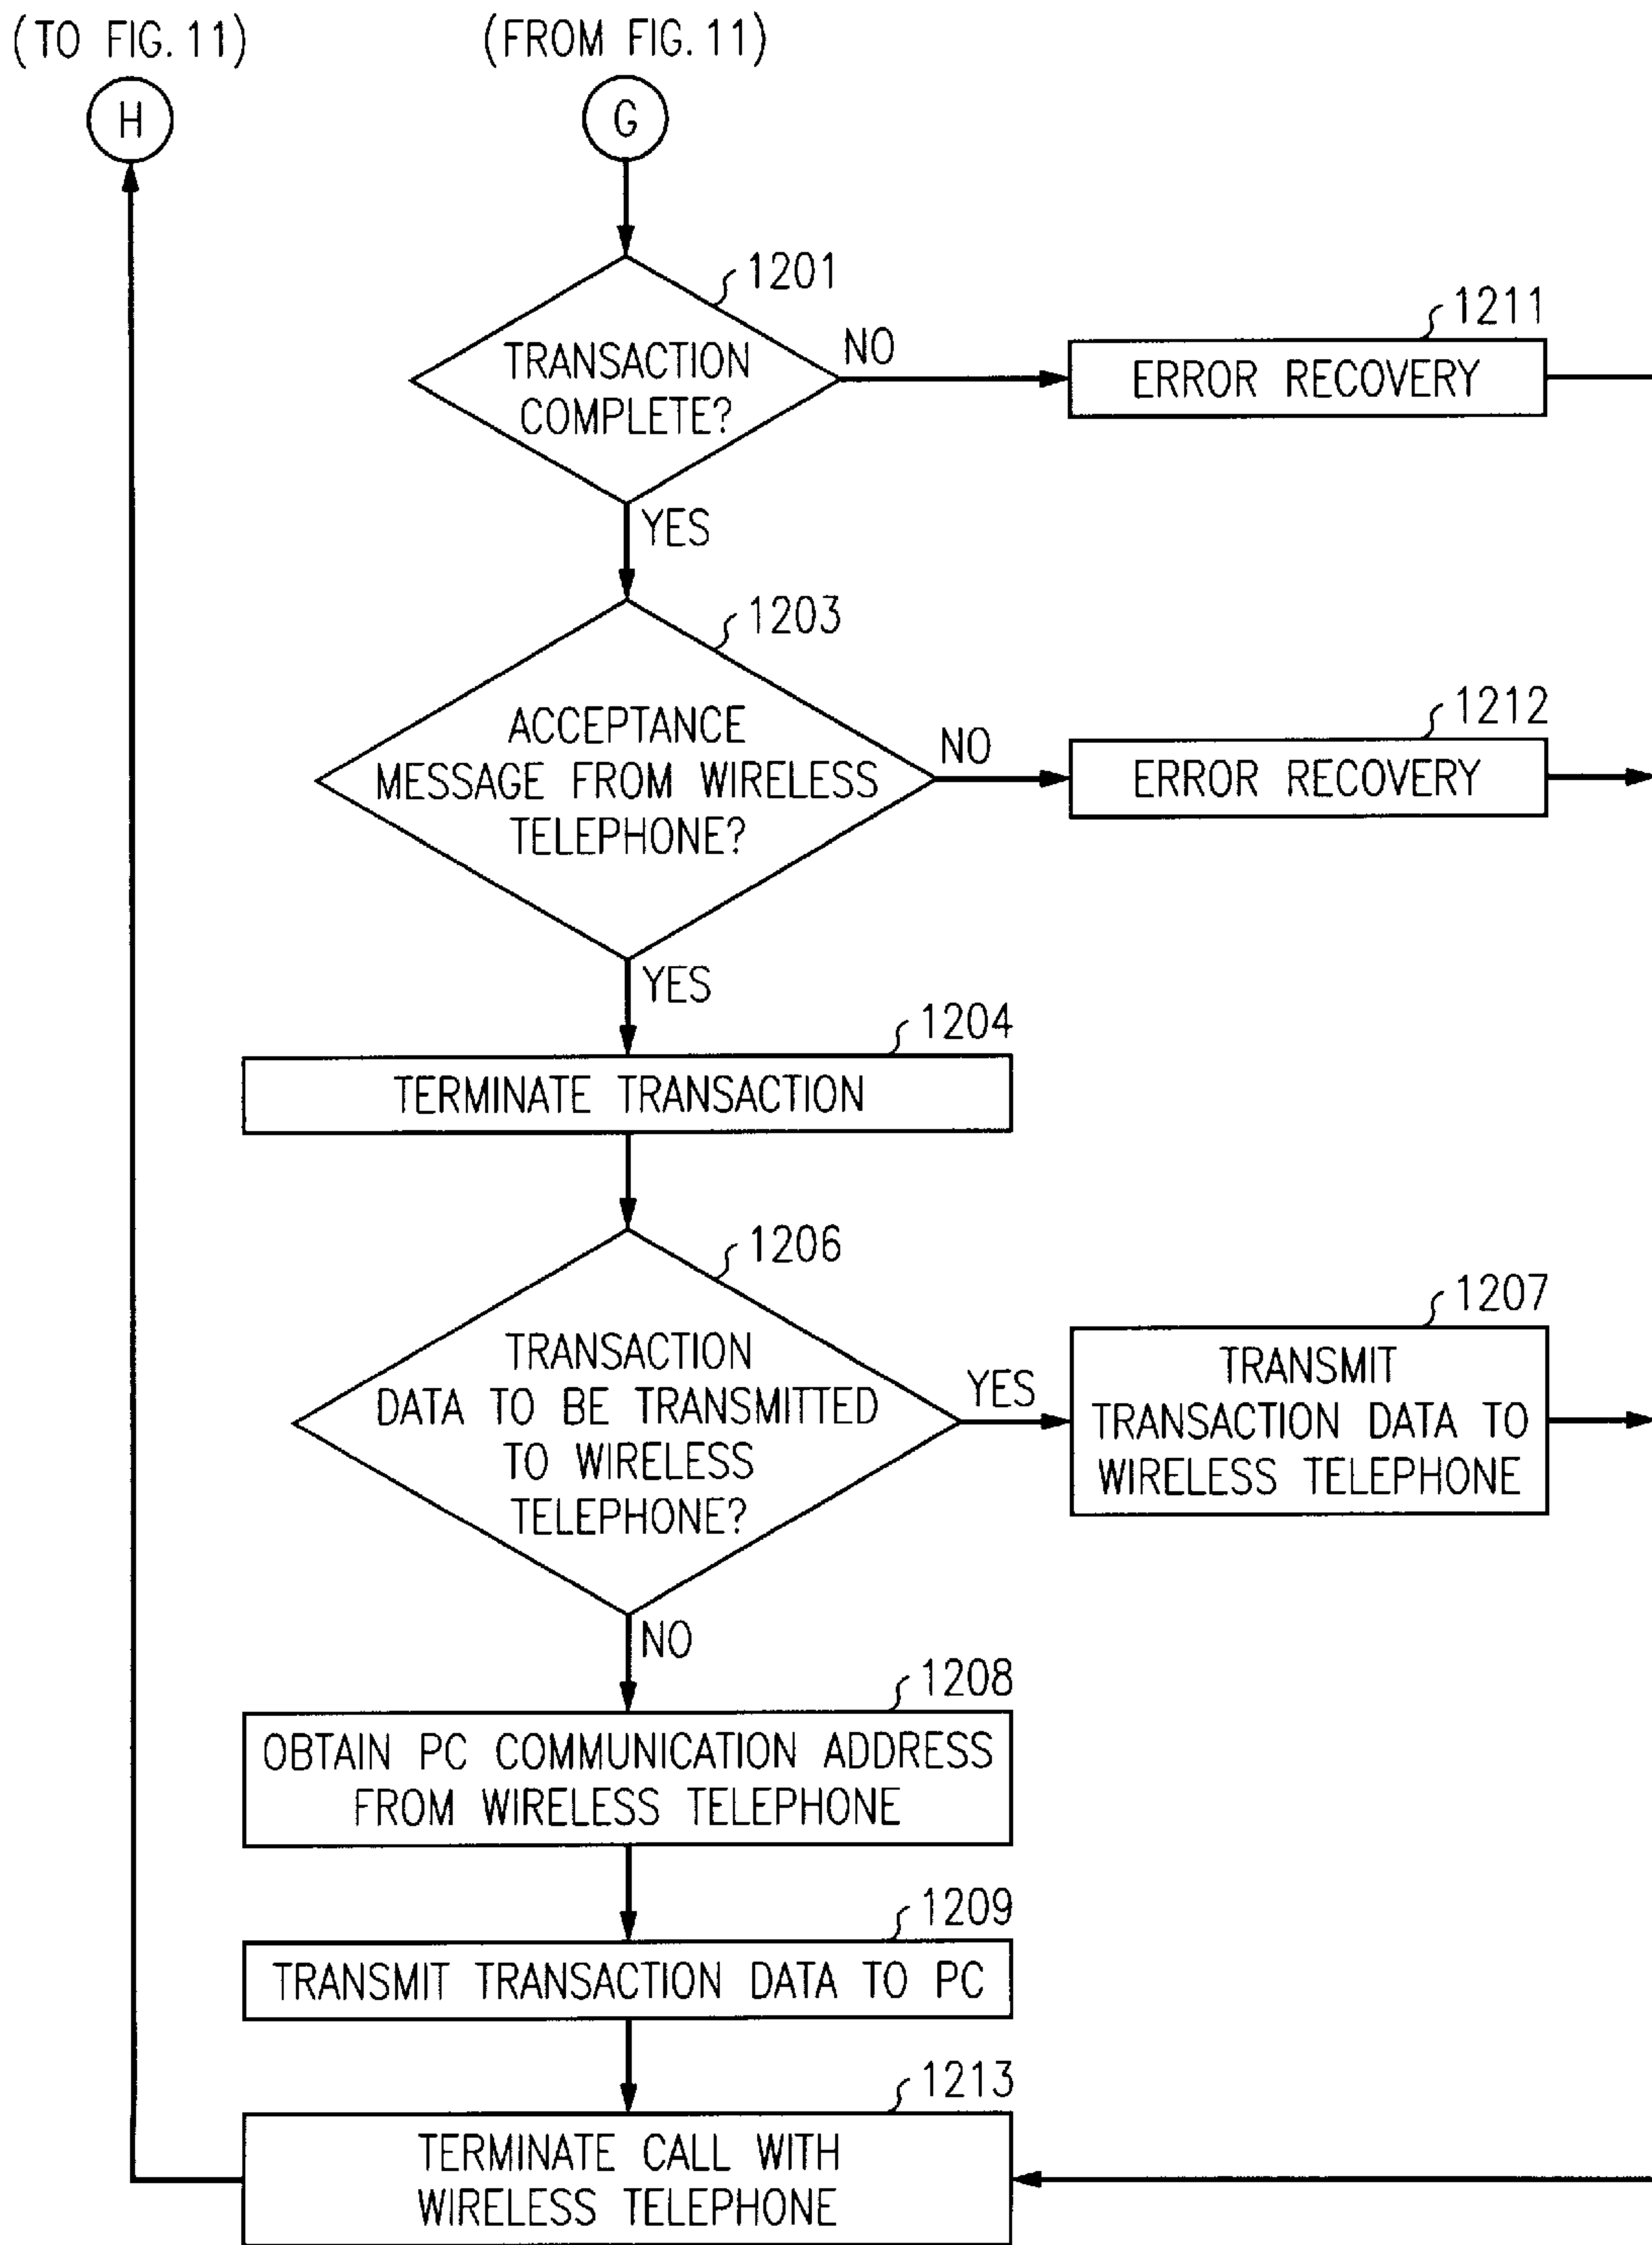 (TO FIG. 11)
(FROM FIG. 11)
H
G
1201
TRANSACTION
COMPLETE?
NO
1211
ERROR RECOVERY
YES
1203
ACCEPTANCE
MESSAGE FROM WIRELESS
TELEPHONE?
NO
1212
ERROR RECOVERY
YES
1204
TERMINATE TRANSACTION
1206
TRANSACTION
DATA TO BE TRANSMITTED
TO WIRELESS
TELEPHONE?
YES
1207
TRANSMIT
TRANSACTION DATA TO
WIRELESS TELEPHONE
NO
1208
OBTAIN PC COMMUNICATION ADDRESS
FROM WIRELESS TELEPHONE
1209
TRANSMIT TRANSACTION DATA TO PC
1213
TERMINATE CALL WITH
WIRELESS TELEPHONE